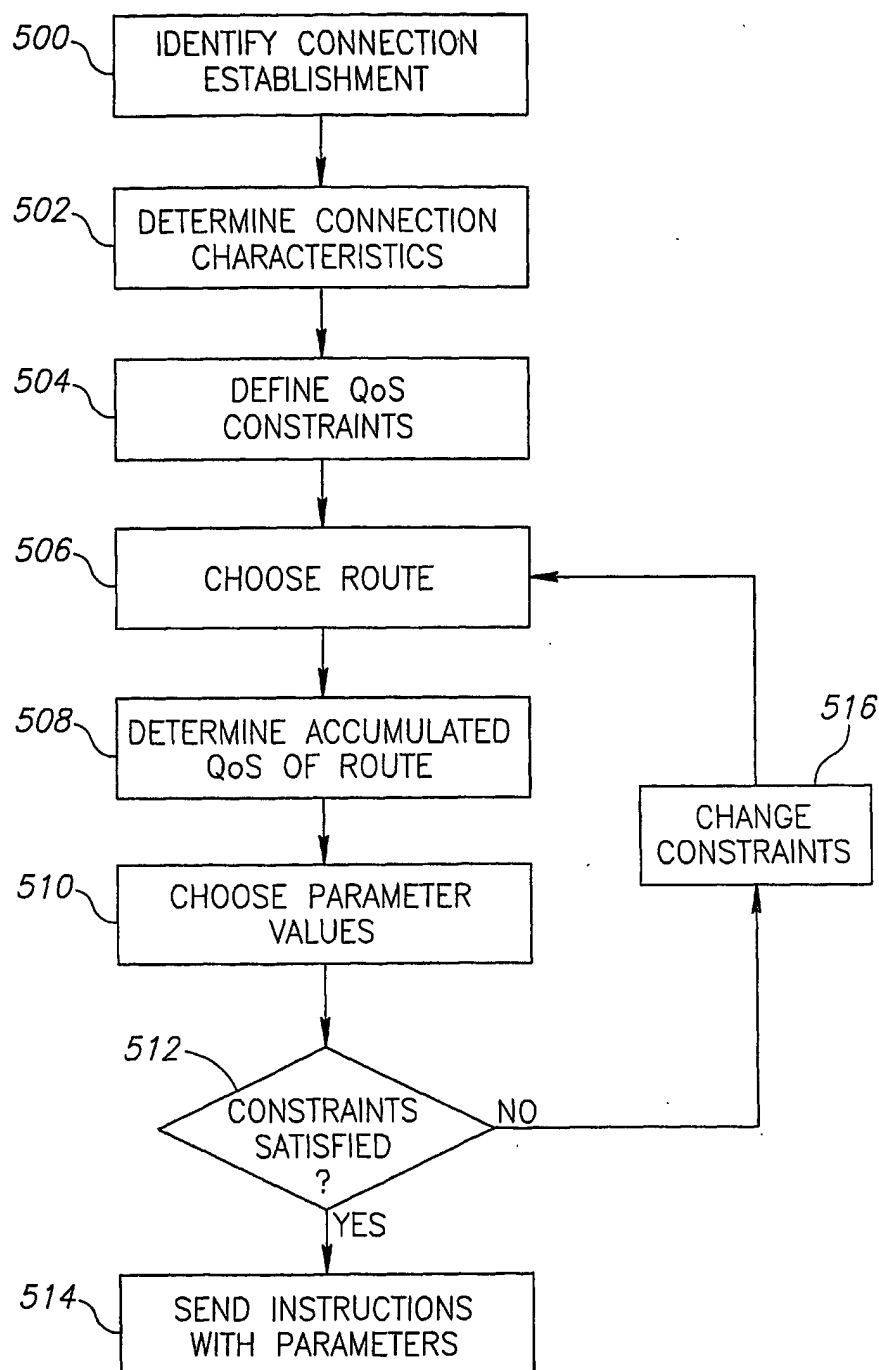 500
IDENTIFY CONNECTION
ESTABLISHMENT
502
DETERMINE CONNECTION
CHARACTERISTICS
504
DEFINE QoS
CONSTRAINTS
506
CHOOSE ROUTE
508
DETERMINE ACCUMULATED
QoS OF ROUTE
516
CHANGE
CONSTRAINTS
510
CHOOSE PARAMETER
VALUES
512
CONSTRAINTS
SATISFIED
?
NO
YES
514
SEND INSTRUCTIONS
WITH PARAMETERS